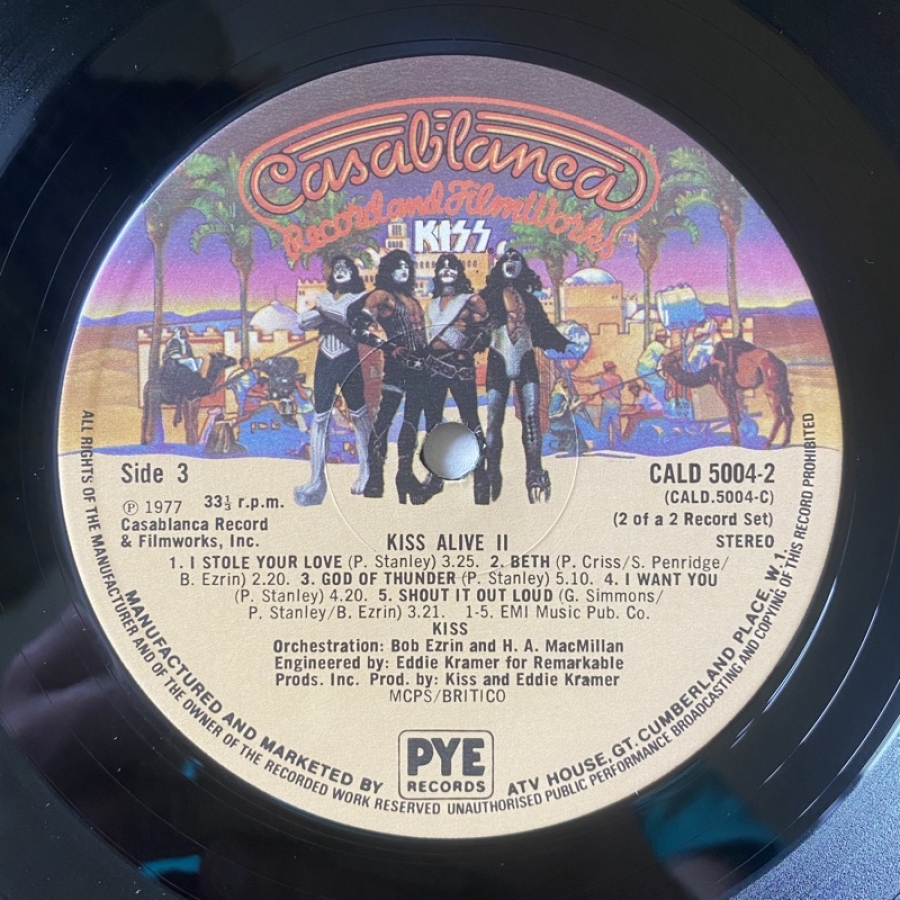 Casablanca
Record and FilmWorks
KISS
Side 3
CALD 5004-2
(CALD.5004-C)
℗ 1977 33⅓ r.p.m.
(2 of a 2 Record Set)
Casablanca Record
& Filmworks, Inc.
STEREO
KISS ALIVE II
1. I STOLE YOUR LOVE (P. Stanley) 3.25. 2. BETH (P. Criss/S. Penridge/
B. Ezrin) 2.20. 3. GOD OF THUNDER (P. Stanley) 5.10. 4. I WANT YOU
(P. Stanley) 4.20. 5. SHOUT IT OUT LOUD (G. Simmons/
P. Stanley/B. Ezrin) 3.21. 1-5. EMI Music Pub. Co.
KISS
Orchestration: Bob Ezrin and H. A. MacMillan
Engineered by: Eddie Kramer for Remarkable
Prods. Inc. Prod. by: Kiss and Eddie Kramer
MCPS/BRITICO
MANUFACTURED AND MARKETED BY
PYE
RECORDS
ATV HOUSE, GT. CUMBERLAND PLACE, W.1.
ALL RIGHTS OF THE MANUFACTURER AND OF THE OWNER OF THE RECORDED WORK RESERVED UNAUTHORISED PUBLIC PERFORMANCE BROADCASTING AND COPYING OF THIS RECORD PROHIBITED